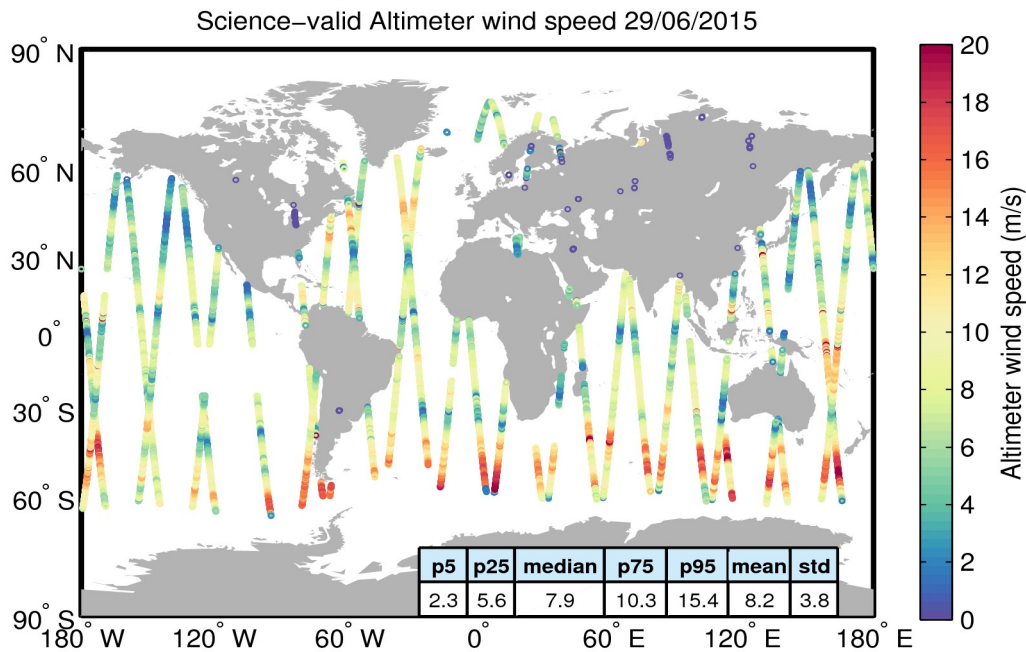 Science−valid Altimeter wind speed 29/06/2015
90° N
60° N
30° N
0°
30° S
60° S
90° S
180° W
120° W
60° W
0°
60° E
120° E
180° E
p5 p25 median p75 p95 mean std
2.3 5.6 7.9 10.3 15.4 8.2 3.8
20
18
16
14
12
10
8
6
4
2
0
Altimeter wind speed (m/s)